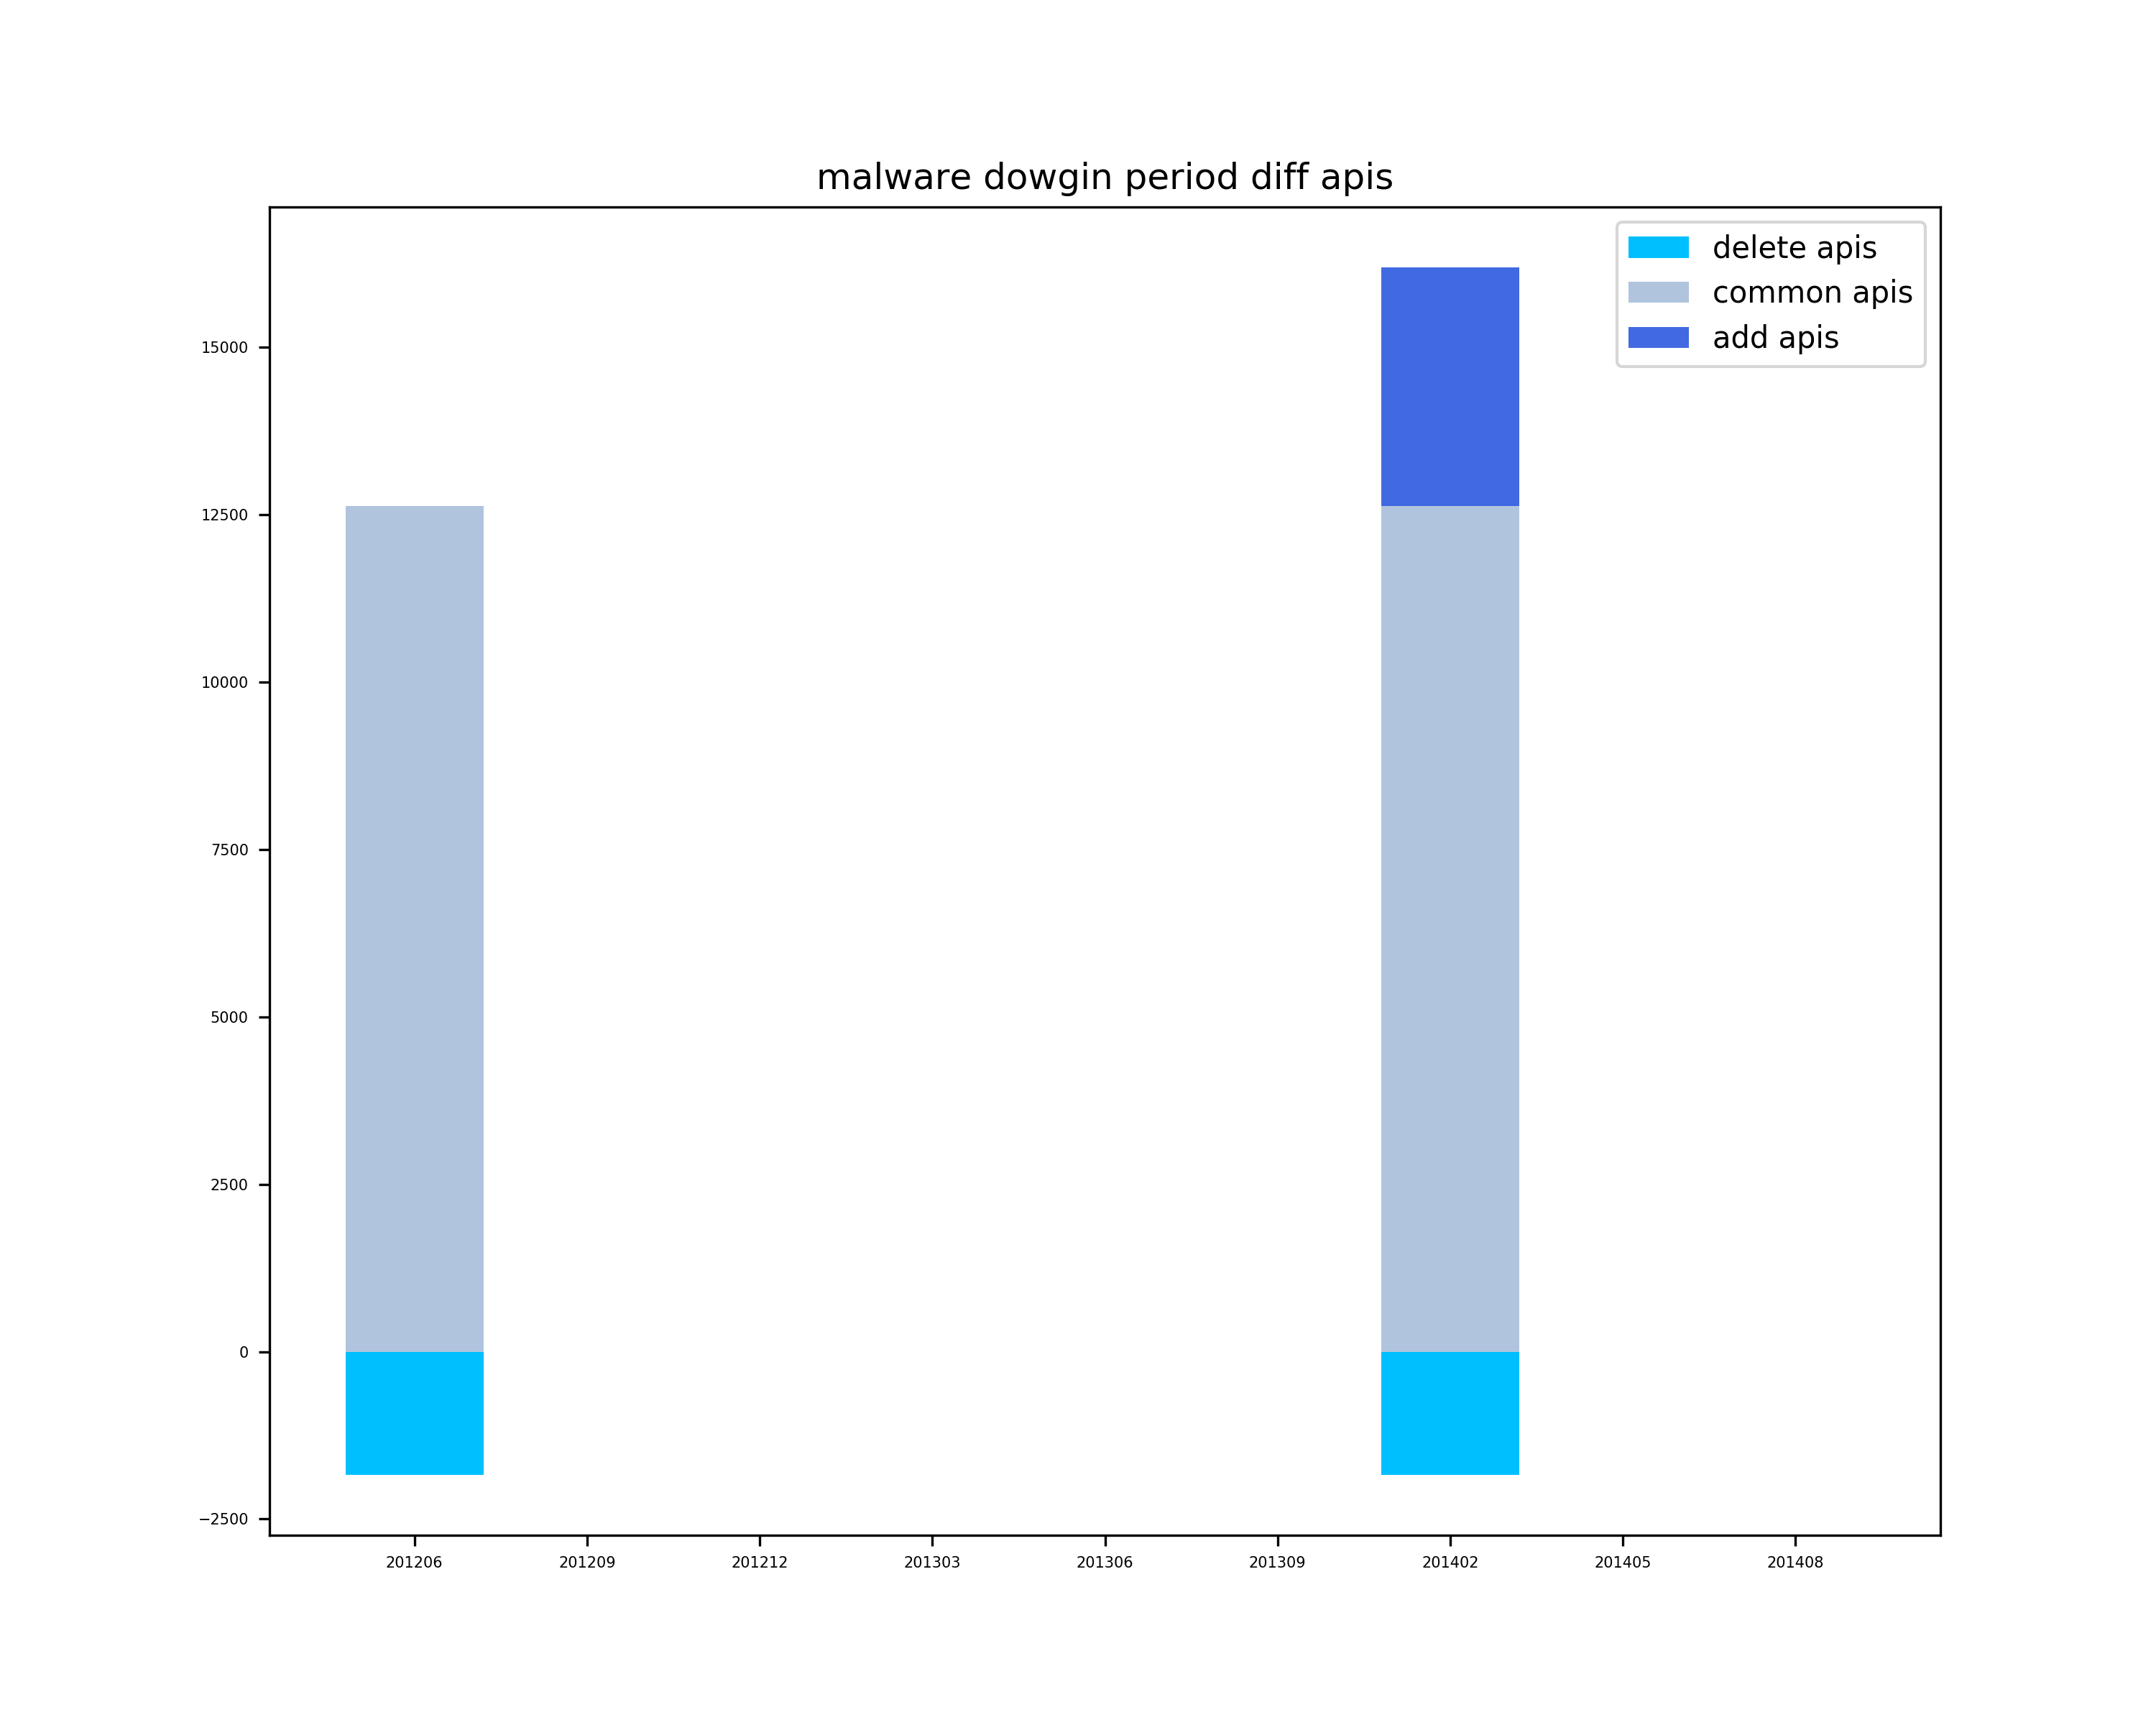 malware dowgin period diff apis
delete apis
common apis
add apis
15000
12500
10000
7500
5000
2500
0
−2500
201206 201209 201212 201303 201306 201309 201402 201405 201408